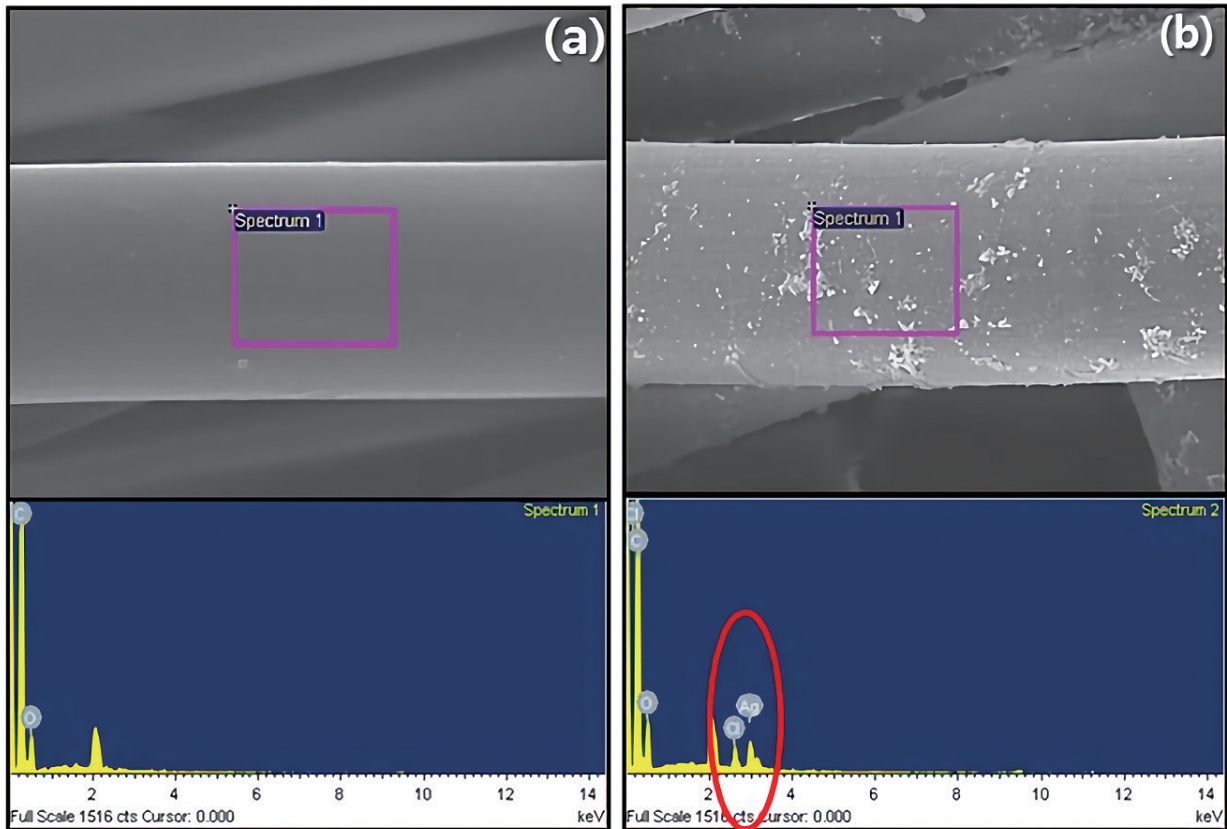 (a)
Spectrum 1
Spectrum 1
C
O
2 4 6 8 10 12 14
Full Scale 1516 cts Cursor: 0.000 keV
(b)
Spectrum 1
Spectrum 2
Cl
C
O
Cl
Ag
2 4 6 8 10 12 14
Full Scale 1516 cts Cursor: 0.000 keV